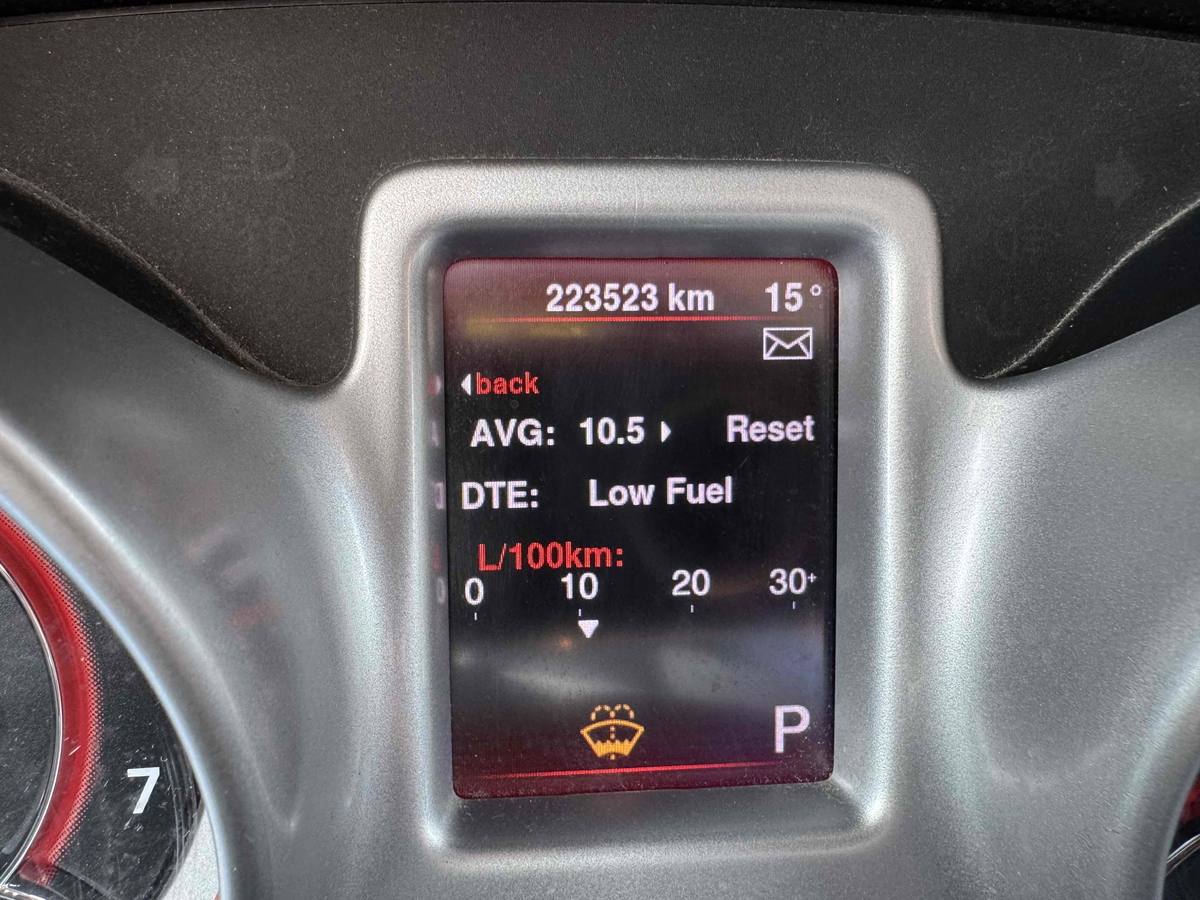 223523 km 15°
back
AVG: 10.5 Reset
DTE: Low Fuel
L/100km:
0 10 20 30+
P
7